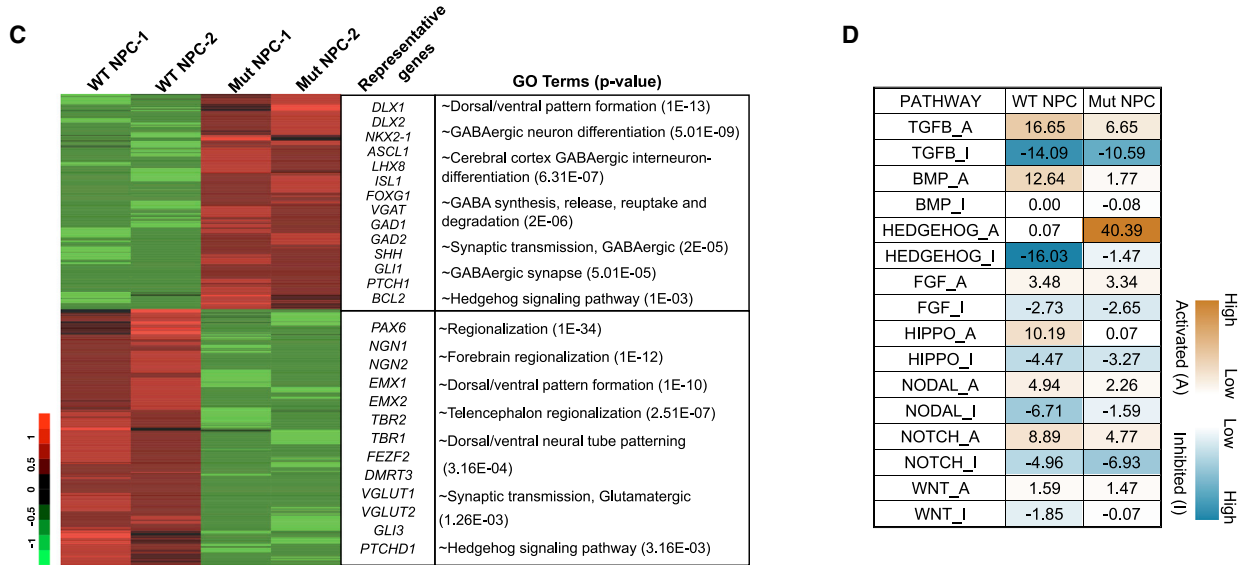 C
WT NPC-1
WT NPC-2
Mut NPC-1
Mut NPC-2
Representative
genes
GO Terms (p-value)
DLX1
DLX2
NKX2-1
ASCL1
LHX8
ISL1
FOXG1
VGAT
GAD1
GAD2
SHH
GLI1
PTCH1
BCL2
~Dorsal/ventral pattern formation (1E-13)
~GABAergic neuron differentiation (5.01E-09)
~Cerebral cortex GABAergic interneuron-
differentiation (6.31E-07)
~GABA synthesis, release, reuptake and
degradation (2E-06)
~Synaptic transmission, GABAergic (2E-05)
~GABAergic synapse (5.01E-05)
~Hedgehog signaling pathway (1E-03)
PAX6
NGN1
NGN2
EMX1
EMX2
TBR2
TBR1
FEZF2
DMRT3
VGLUT1
VGLUT2
GLI3
PTCHD1
~Regionalization (1E-34)
~Forebrain regionalization (1E-12)
~Dorsal/ventral pattern formation (1E-10)
~Telencephalon regionalization (2.51E-07)
~Dorsal/ventral neural tube patterning
(3.16E-04)
~Synaptic transmission, Glutamatergic
(1.26E-03)
~Hedgehog signaling pathway (3.16E-03)
1
0.5
0
-0.5
-1
D
PATHWAY WT NPC Mut NPC
TGFB_A 16.65 6.65
TGFB_I -14.09 -10.59
BMP_A 12.64 1.77
BMP_I 0.00 -0.08
HEDGEHOG_A 0.07 40.39
HEDGEHOG_I -16.03 -1.47
FGF_A 3.48 3.34
FGF_I -2.73 -2.65
HIPPO_A 10.19 0.07
HIPPO_I -4.47 -3.27
NODAL_A 4.94 2.26
NODAL_I -6.71 -1.59
NOTCH_A 8.89 4.77
NOTCH_I -4.96 -6.93
WNT_A 1.59 1.47
WNT_I -1.85 -0.07
Activated (A)
High
Low
Inhibited (I)
Low
High